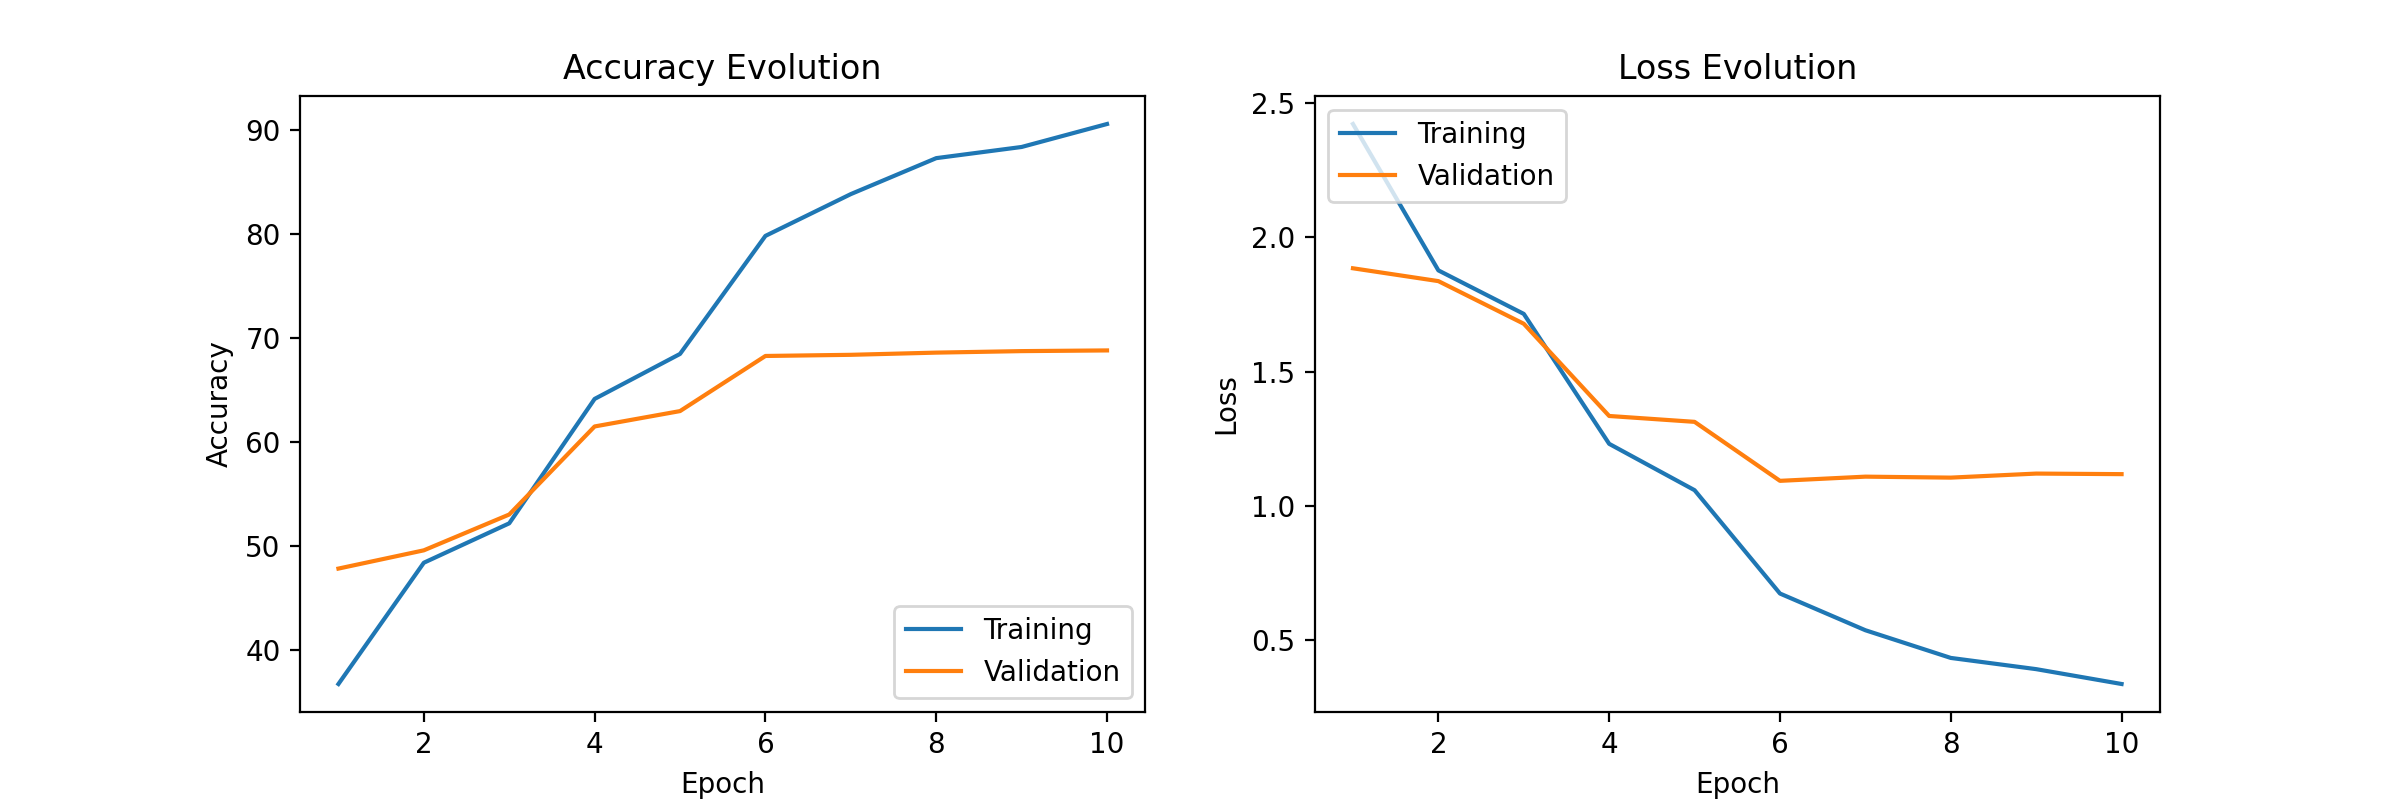 Accuracy Evolution
90
80
70
60
50
40
Accuracy
Training
Validation
2 4 6 8 10
Epoch
Loss Evolution
2.5
2.0
1.5
1.0
0.5
Loss
Training
Validation
2 4 6 8 10
Epoch